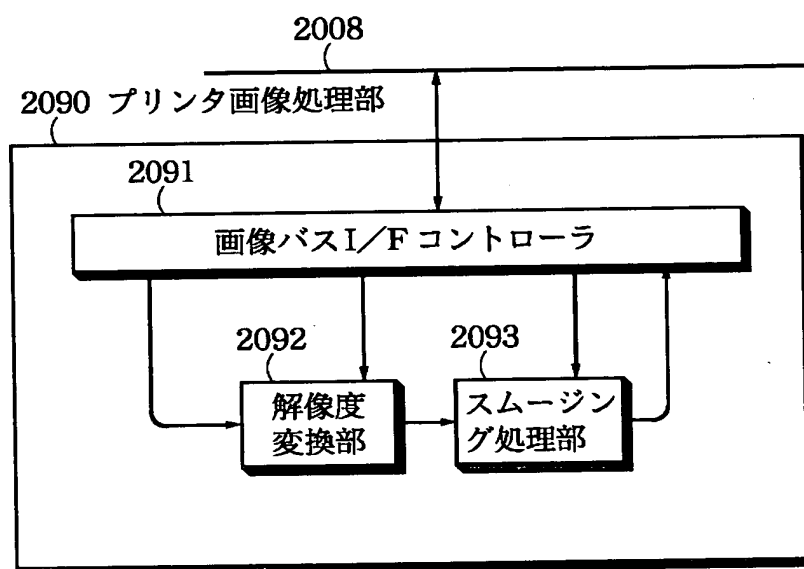 2008
2090 プリンタ画像処理部
2091
画像バスI/Fコントローラ
2092
2093
解像度
変換部
スムージン
グ処理部